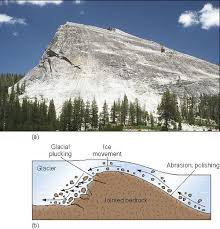 (a)
Glacial
plucking
Ice
movement
Glacier
Abrasion, polishing
Jointed bedrock
(b)